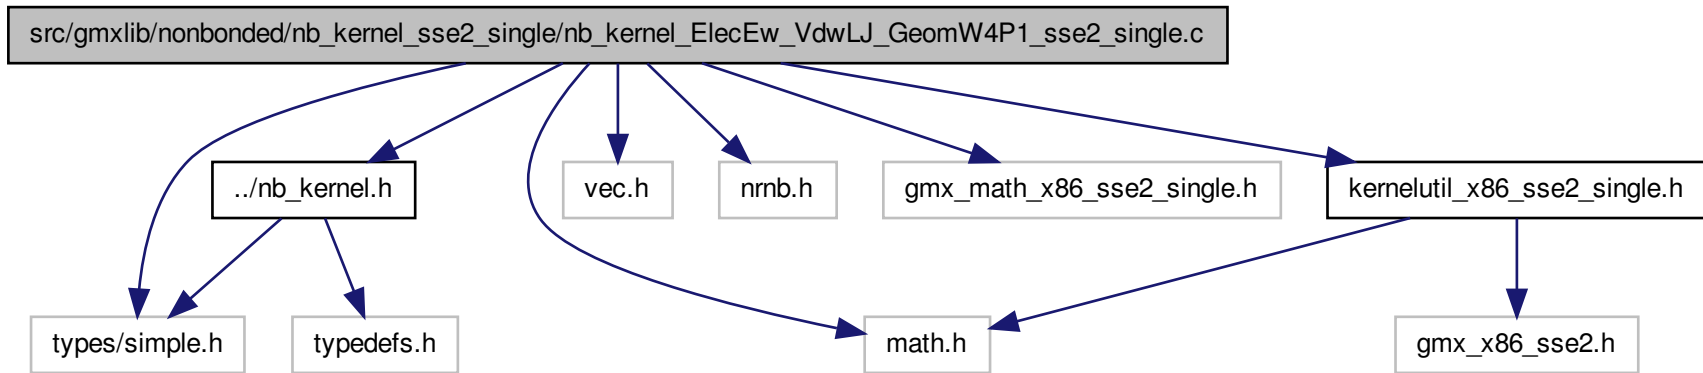 src/gmxlib/nonbonded/nb_kernel_sse2_single/nb_kernel_ElecEw_VdwLJ_GeomW4P1_sse2_single.c
../nb_kernel.h
vec.h
nrnb.h
gmx_math_x86_sse2_single.h
kernelutil_x86_sse2_single.h
types/simple.h
typedefs.h
math.h
gmx_x86_sse2.h